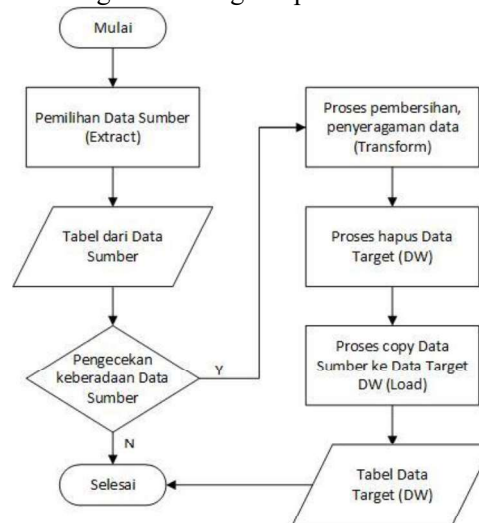 Mulai
Pemilihan Data Sumber
(Extract)
Tabel dari Data
Sumber
Pengecekan
keberadaan Data
Sumber
Y
N
Selesai
Proses pembersihan,
penyeragaman data
(Transform)
Proses hapus Data
Target (DW)
Proses copy Data
Sumber ke Data Target
DW (Load)
Tabel Data
Target (DW)